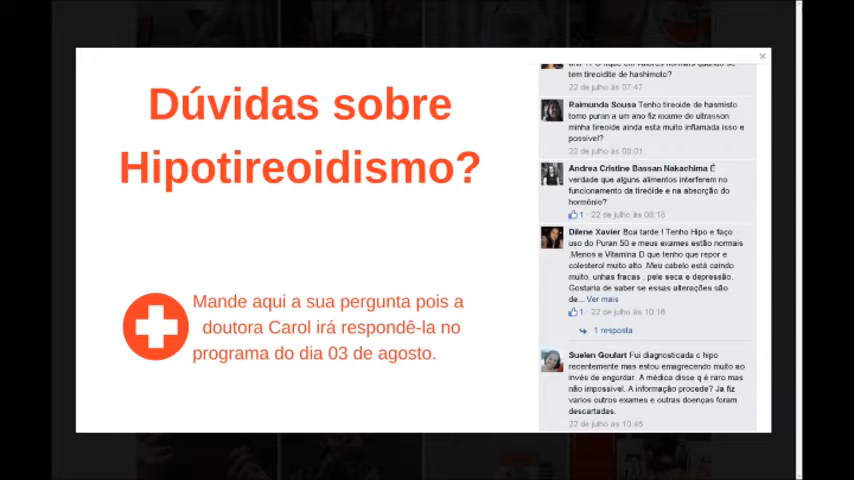 Dúvidas sobre
Hipotireoidismo?
Mande aqui a sua pergunta pois a
doutora Carol irá respondê-la no
programa do dia 03 de agosto.
tem tireoidite de hashimoto?
22 de julho às 07:47
Raimunda Sousa Tenho tireoide de hasmisto
tomo puran a um ano fiz exame de ultrasson
minha tireoide ainda esta muito inflamada isso e
possivel?
22 de julho às 08:01
Andrea Cristine Bassan Nakachima É
verdade que alguns alimentos interferem no
funcionamento da tireóide e na absorção do
hormônio?
1 · 22 de julho às 08:18
Dilene Xavier Boa tarde ! Tenho Hipo e faço
uso do Puran 50 e meus exames estão normais
.Menos a Vitamina D que tenho que repor e
colesterol muito alto .Meu cabelo está caindo
muito, unhas fracas , pele seca e depressão.
Gostaria de saber se essas alterações são
de... Ver mais
1 · 22 de julho às 10:16
1 resposta
Suelen Goulart Fui diagnosticada c hipo
recentemente mas estou emagrecendo muito ao
invés de engordar. A médica disse q é raro mas
não impossível. A informação procede? Ja fiz
varios outros exames e outras doenças foram
descartadas.
22 de julho às 10:45